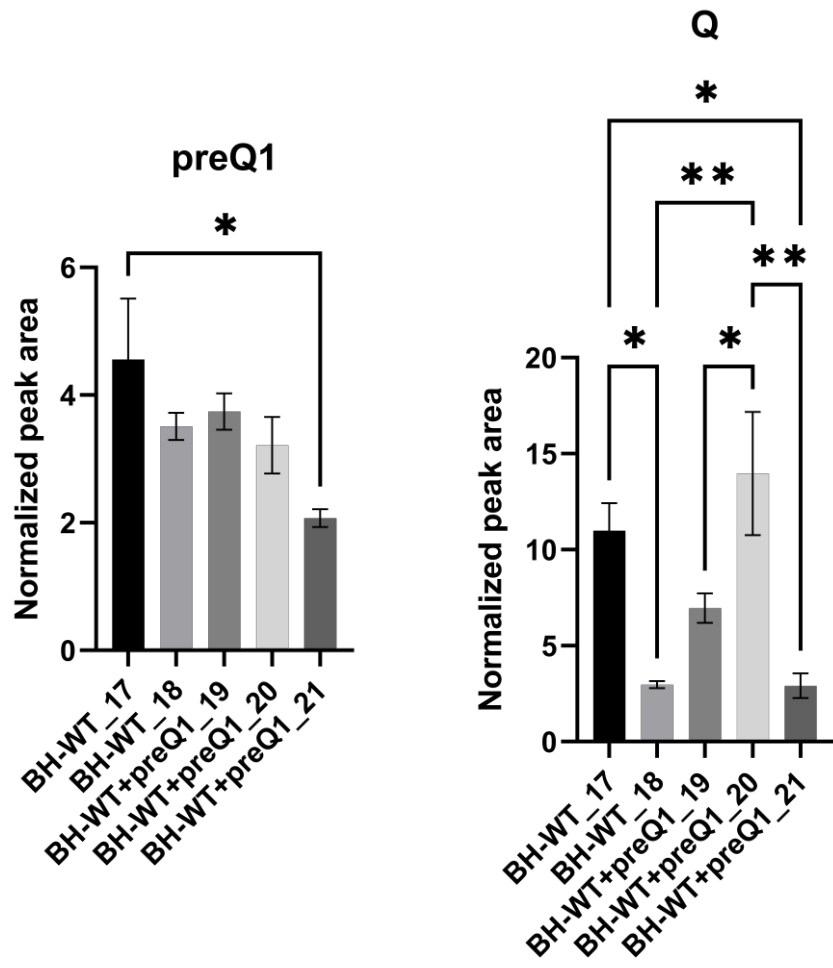 preQ1
*
Normalized peak area
6
4
2
0
BH-WT_17
BH-WT_18
BH-WT+preQ1_19
BH-WT+preQ1_20
BH-WT+preQ1_21
Q
*
**
**
*
*
Normalized peak area
20
15
10
5
0
BH-WT_17
BH-WT_18
BH-WT+preQ1_19
BH-WT+preQ1_20
BH-WT+preQ1_21